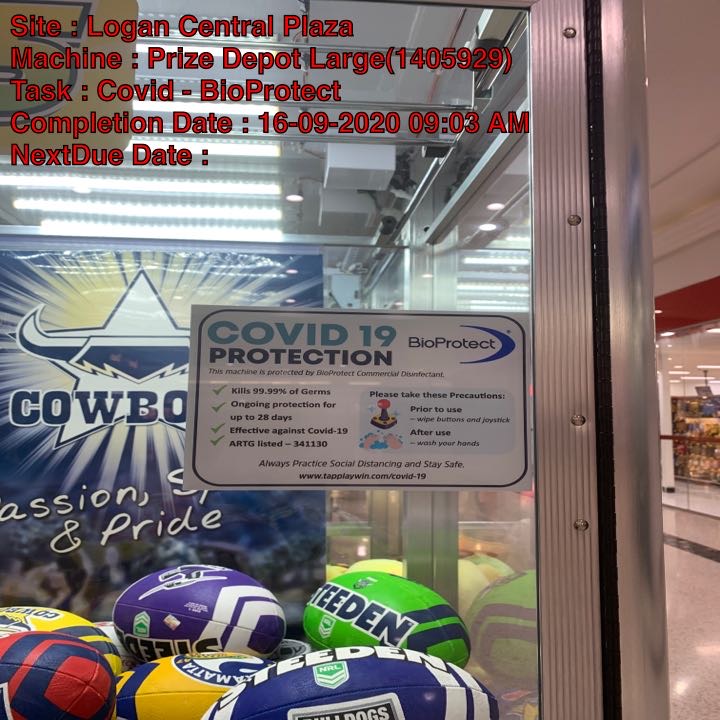 Site : Logan Central Plaza
Machine : Prize Depot Large(1405929)
Task : Covid - BioProtect
Completion Date : 16-09-2020 09:03 AM
NextDue Date :
COVID 19
PROTECTION
BioProtect
This machine is protected by BioProtect Commercial Disinfectant.
Kills 99.99% of Germs
Ongoing protection for
up to 28 days
Effective against Covid-19
ARTG listed – 341130
Please take these Precautions:
Prior to use
– wipe buttons and joystick
After use
– wash your hands
Always Practice Social Distancing and Stay Safe.
www.tapplaywin.com/covid-19
COWBO
assion, Sp
& Pride
STEEDEN
TEEDEN
NRL
STEEDEN
NRL
BULLDOGS